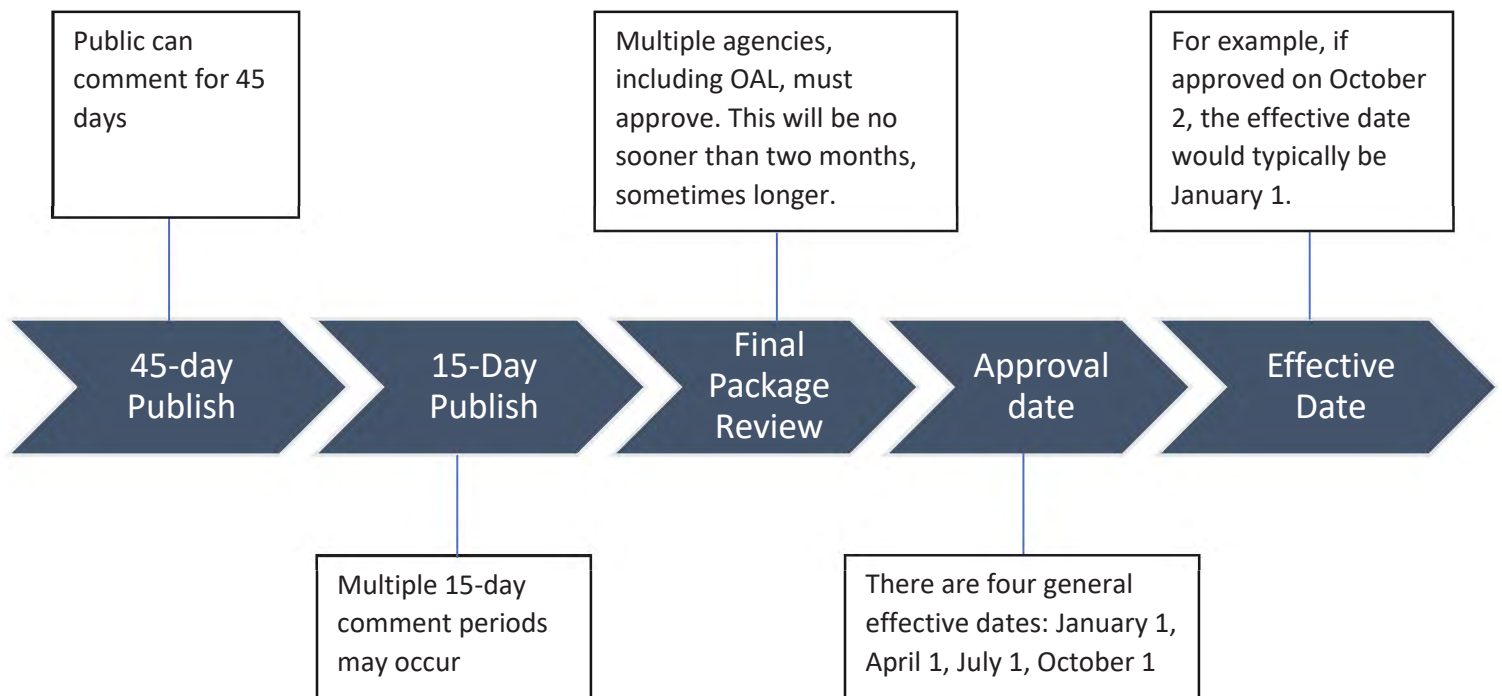 Public can
comment for 45
days
Multiple agencies,
including OAL, must
approve. This will be no
sooner than two months,
sometimes longer.
For example, if
approved on October
2, the effective date
would typically be
January 1.
45-day
Publish
15-Day
Publish
Final
Package
Review
Approval
date
Effective
Date
Multiple 15-day
comment periods
may occur
There are four general
effective dates: January 1,
April 1, July 1, October 1